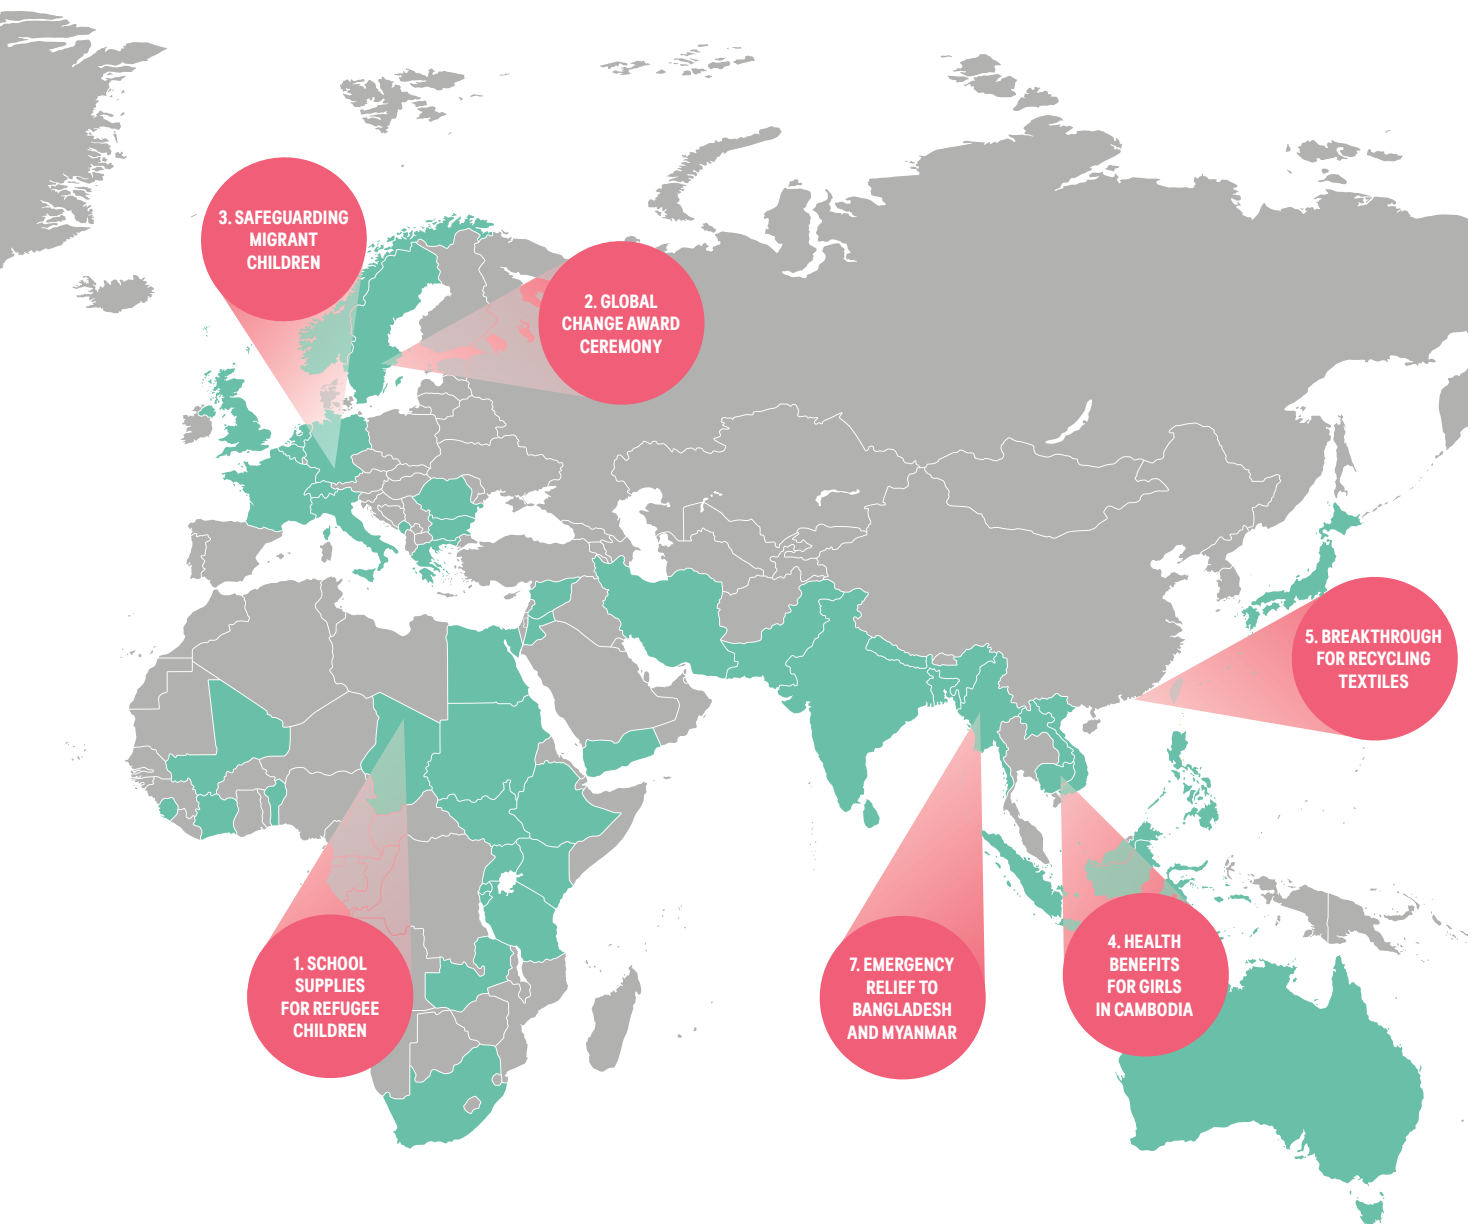 3. SAFEGUARDING
MIGRANT
CHILDREN
2. GLOBAL
CHANGE AWARD
CEREMONY
5. BREAKTHROUGH
FOR RECYCLING
TEXTILES
1. SCHOOL
SUPPLIES
FOR REFUGEE
CHILDREN
7. EMERGENCY
RELIEF TO
BANGLADESH
AND MYANMAR
4. HEALTH
BENEFITS
FOR GIRLS
IN CAMBODIA